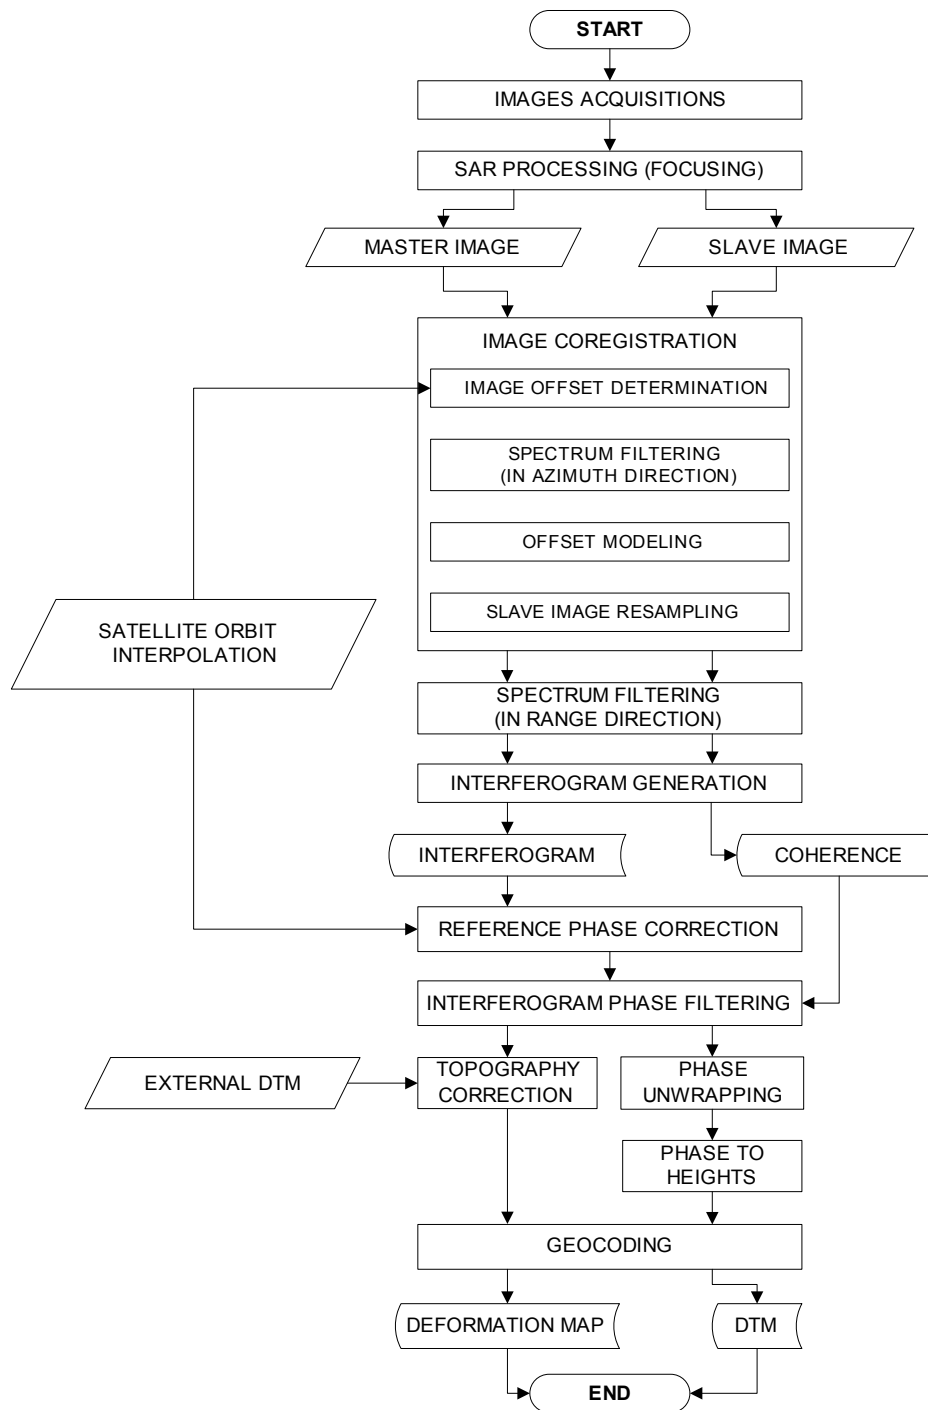 START
IMAGES ACQUISITIONS
SAR PROCESSING (FOCUSING)
MASTER IMAGE
SLAVE IMAGE
IMAGE COREGISTRATION
IMAGE OFFSET DETERMINATION
SPECTRUM FILTERING
(IN AZIMUTH DIRECTION)
OFFSET MODELING
SLAVE IMAGE RESAMPLING
SATELLITE ORBIT
INTERPOLATION
SPECTRUM FILTERING
(IN RANGE DIRECTION)
INTERFEROGRAM GENERATION
INTERFEROGRAM
COHERENCE
REFERENCE PHASE CORRECTION
INTERFEROGRAM PHASE FILTERING
EXTERNAL DTM
TOPOGRAPHY
CORRECTION
PHASE
UNWRAPPING
PHASE TO
HEIGHTS
GEOCODING
DEFORMATION MAP
DTM
END